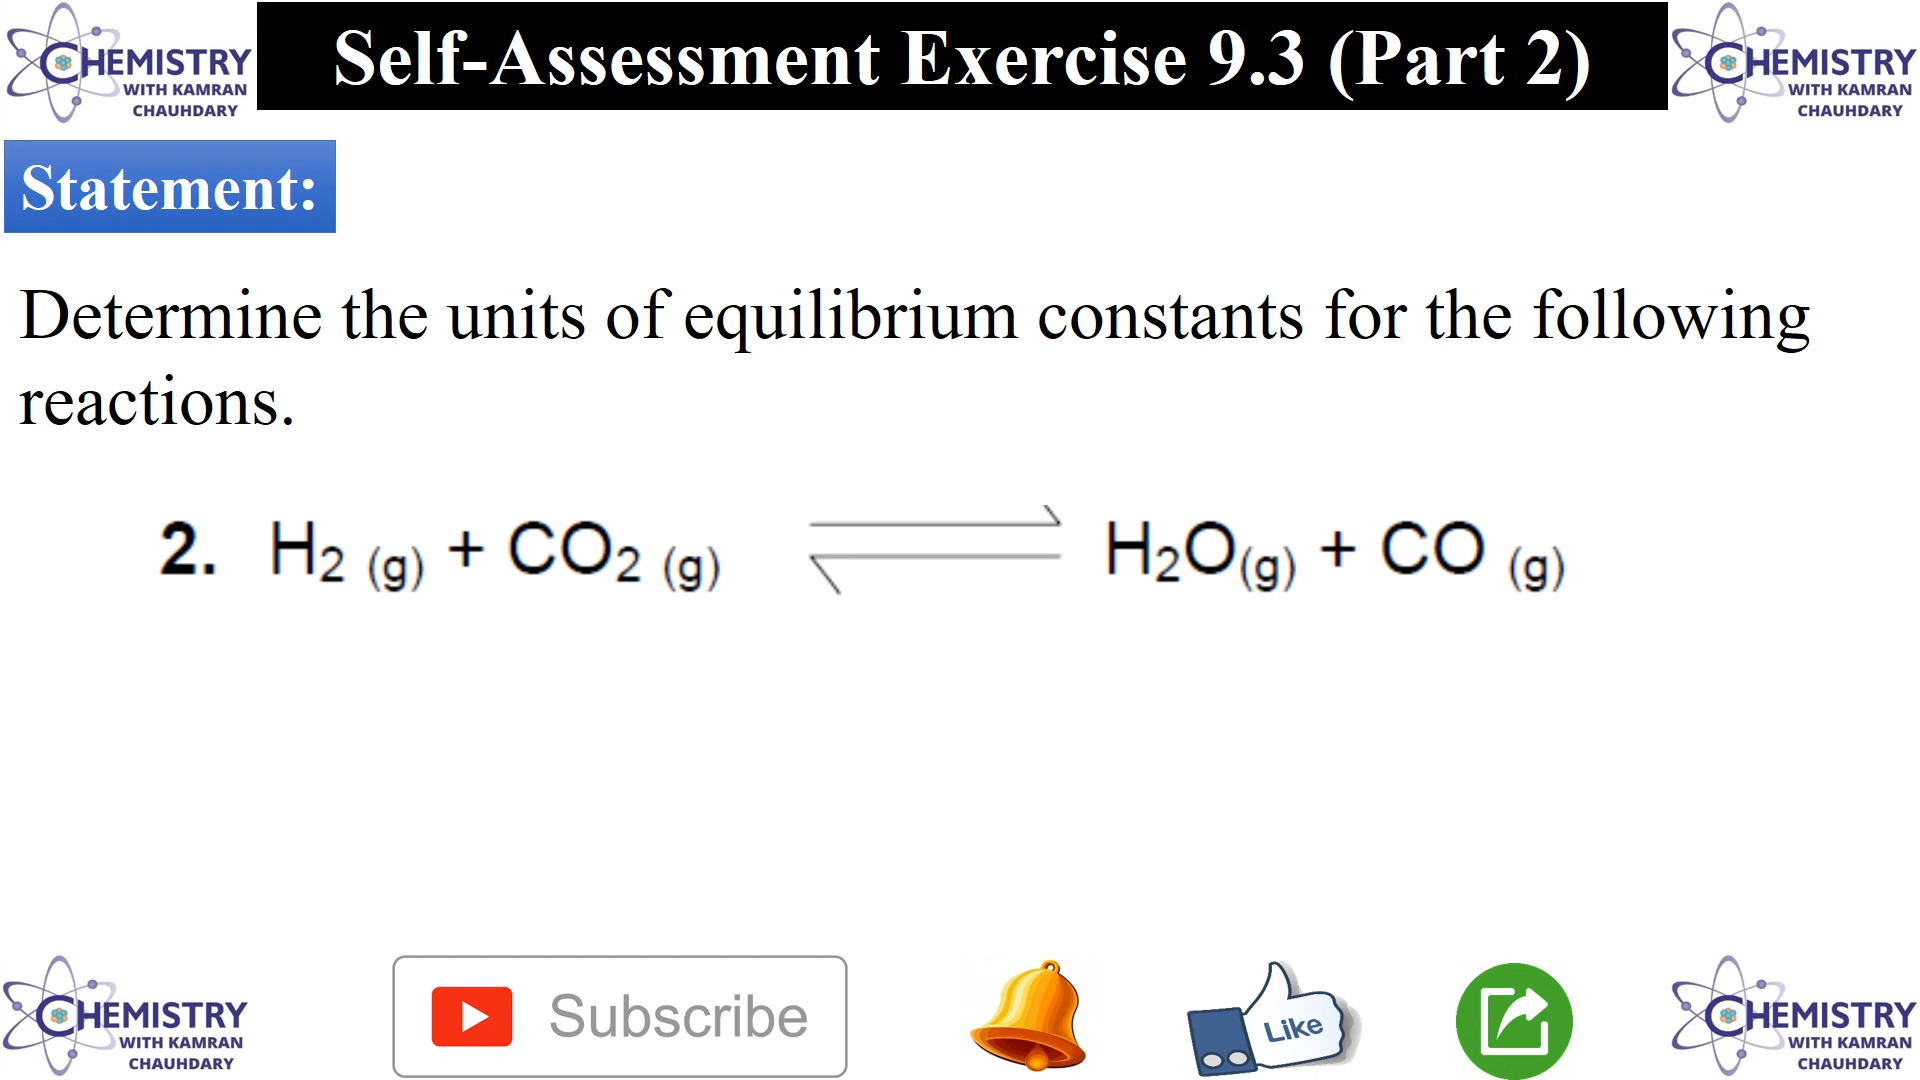 CHEMISTRY
WITH KAMRAN
CHAUHDARY
Self-Assessment Exercise 9.3 (Part 2)
CHEMISTRY
WITH KAMRAN
CHAUHDARY
Statement:
Determine the units of equilibrium constants for the following
reactions.
2. H₂ (g) + CO₂ (g) ⇌ H₂O(g) + CO (g)
CHEMISTRY
WITH KAMRAN
CHAUHDARY
Subscribe
Like
CHEMISTRY
WITH KAMRAN
CHAUHDARY